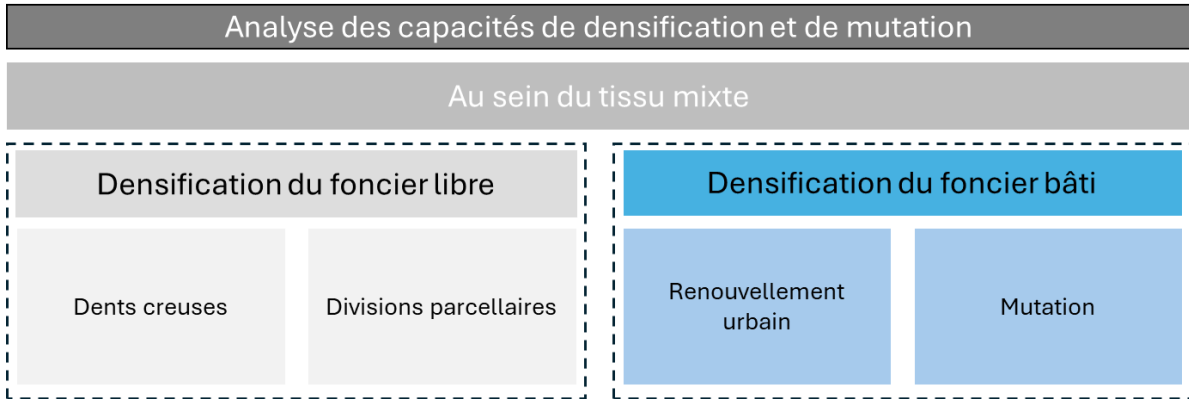 Analyse des capacités de densification et de mutation
Au sein du tissu mixte
Densification du foncier libre
Densification du foncier bâti
Dents creuses
Divisions parcellaires
Renouvellement
urbain
Mutation